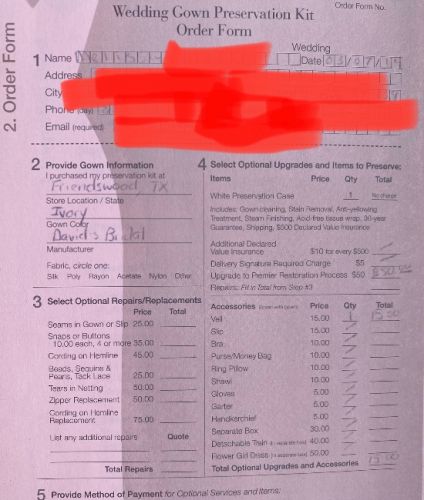 Order Form No.
Wedding Gown Preservation Kit
Order Form
2. Order Form
1 Name
Wedding
Date 03/07/19
Address
City
Phone (day)
Email (required)
2 Provide Gown Information
I purchased my preservation kit at
Friendswood, TX
Store Location / State
Ivory
Gown Color
David's Bridal
Manufacturer
Fabric, circle one:
Silk Poly Rayon Acetate Nylon Other
3 Select Optional Repairs/Replacements
Price Total
Seams in Gown or Slip 25.00
Snaps or Buttons
10.00 each, 4 or more 35.00
Cording on Hemline 45.00
Beads, Sequins &
Pearls, Tack Lace 25.00
Tears in Netting 50.00
Zipper Replacement 50.00
Cording on Hemline
Replacement 75.00
List any additional repairs Quote
Total Repairs
4 Select Optional Upgrades and Items to Preserve:
Items Price Qty Total
White Preservation Case 1 No charge
Includes: Gown cleaning, Stain Removal, Anti-yellowing
Treatment, Steam Finishing, Acid-free tissue wrap, 30-year
Guarantee, Shipping, $500 Declared Value Insurance
Additional Declared
Value Insurance $10 for every $500
Delivery Signature Required Charge $5
Upgrade to Premier Restoration Process $50
Repairs: Fill in Total from Step #3
Accessories Price Qty Total
Veil 15.00 1
Slip 15.00
Bra 10.00
Purse/Money Bag 10.00
Ring Pillow 10.00
Shawl 10.00
Gloves 5.00
Garter 5.00
Handkerchief 5.00
Separate Box 30.00
Detachable Train 40.00
Flower Girl Dress 50.00
Total Optional Upgrades and Accessories
5 Provide Method of Payment for Optional Services and Items: